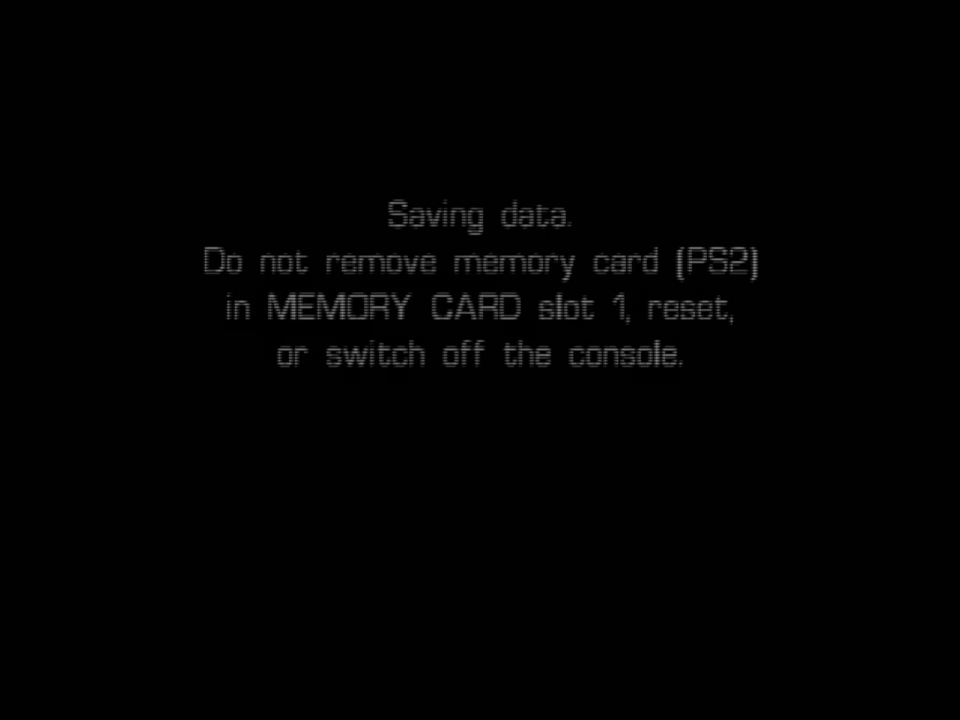 Saving data.
Do not remove memory card (PS2)
in MEMORY CARD slot 1, reset,
or switch off the console.